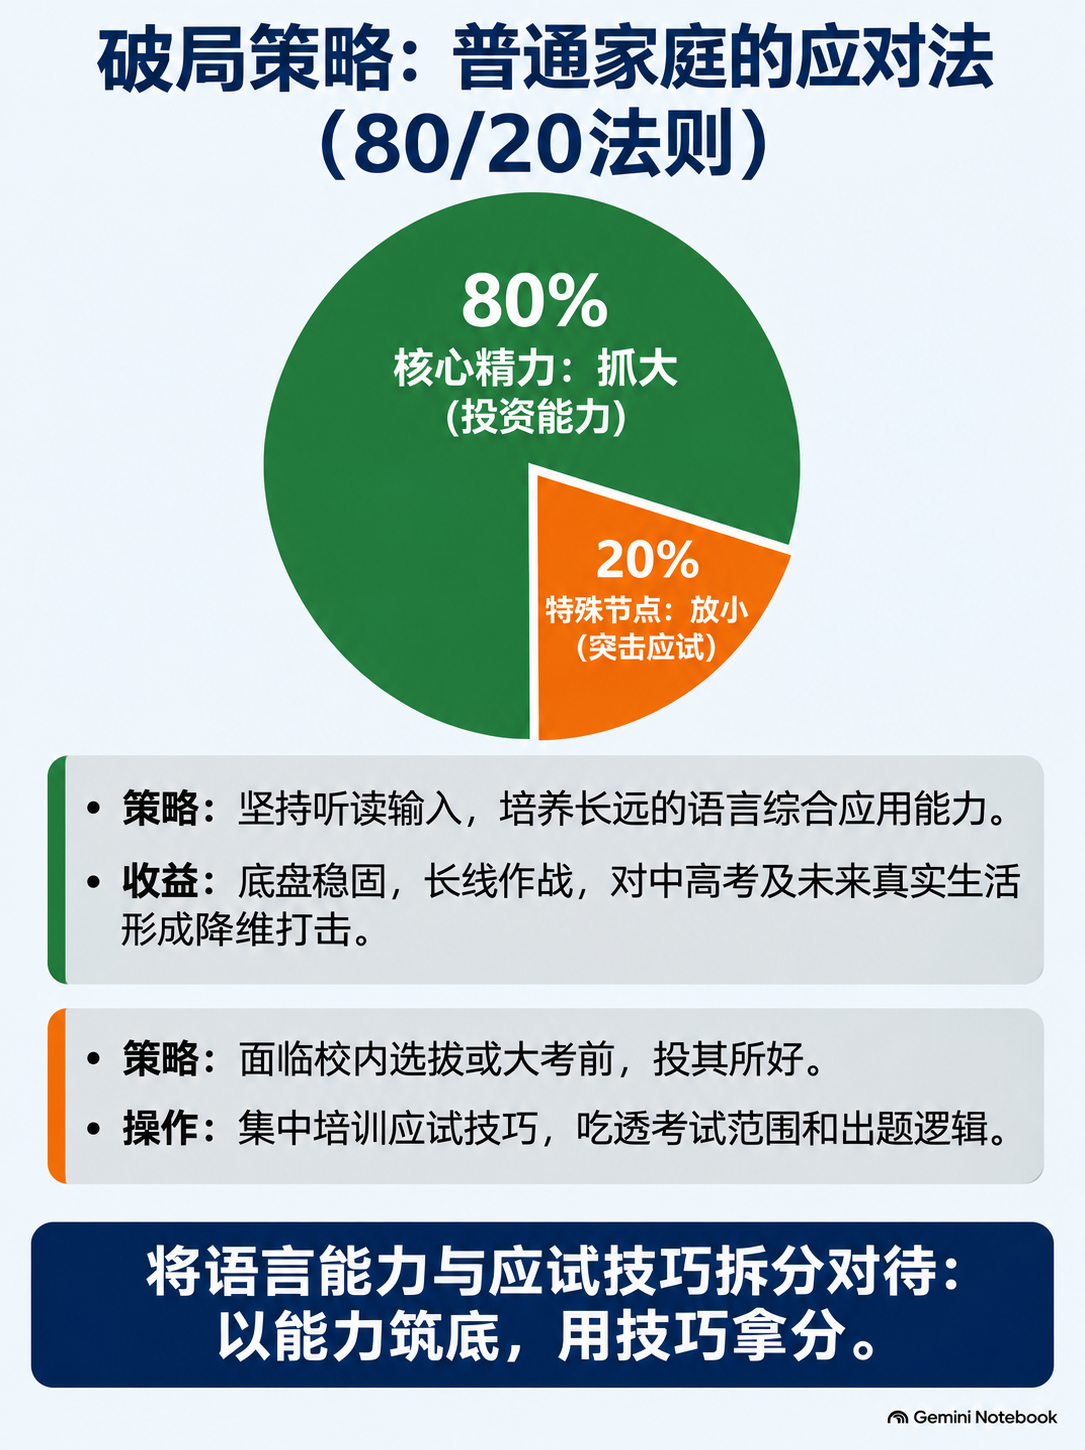 破局策略：普通家庭的应对法
（80/20法则）
80%
核心精力：抓大
（投资能力）
20%
特殊节点：放小
（突击应试）
• 策略：坚持听读输入，培养长远的语言综合应用能力。
• 收益：底盘稳固，长线作战，对中高考及未来真实生活
形成降维打击。
• 策略：面临校内选拔或大考前，投其所好。
• 操作：集中培训应试技巧，吃透考试范围和出题逻辑。
将语言能力与应试技巧拆分对待：
以能力筑底，用技巧拿分。
Gemini Notebook